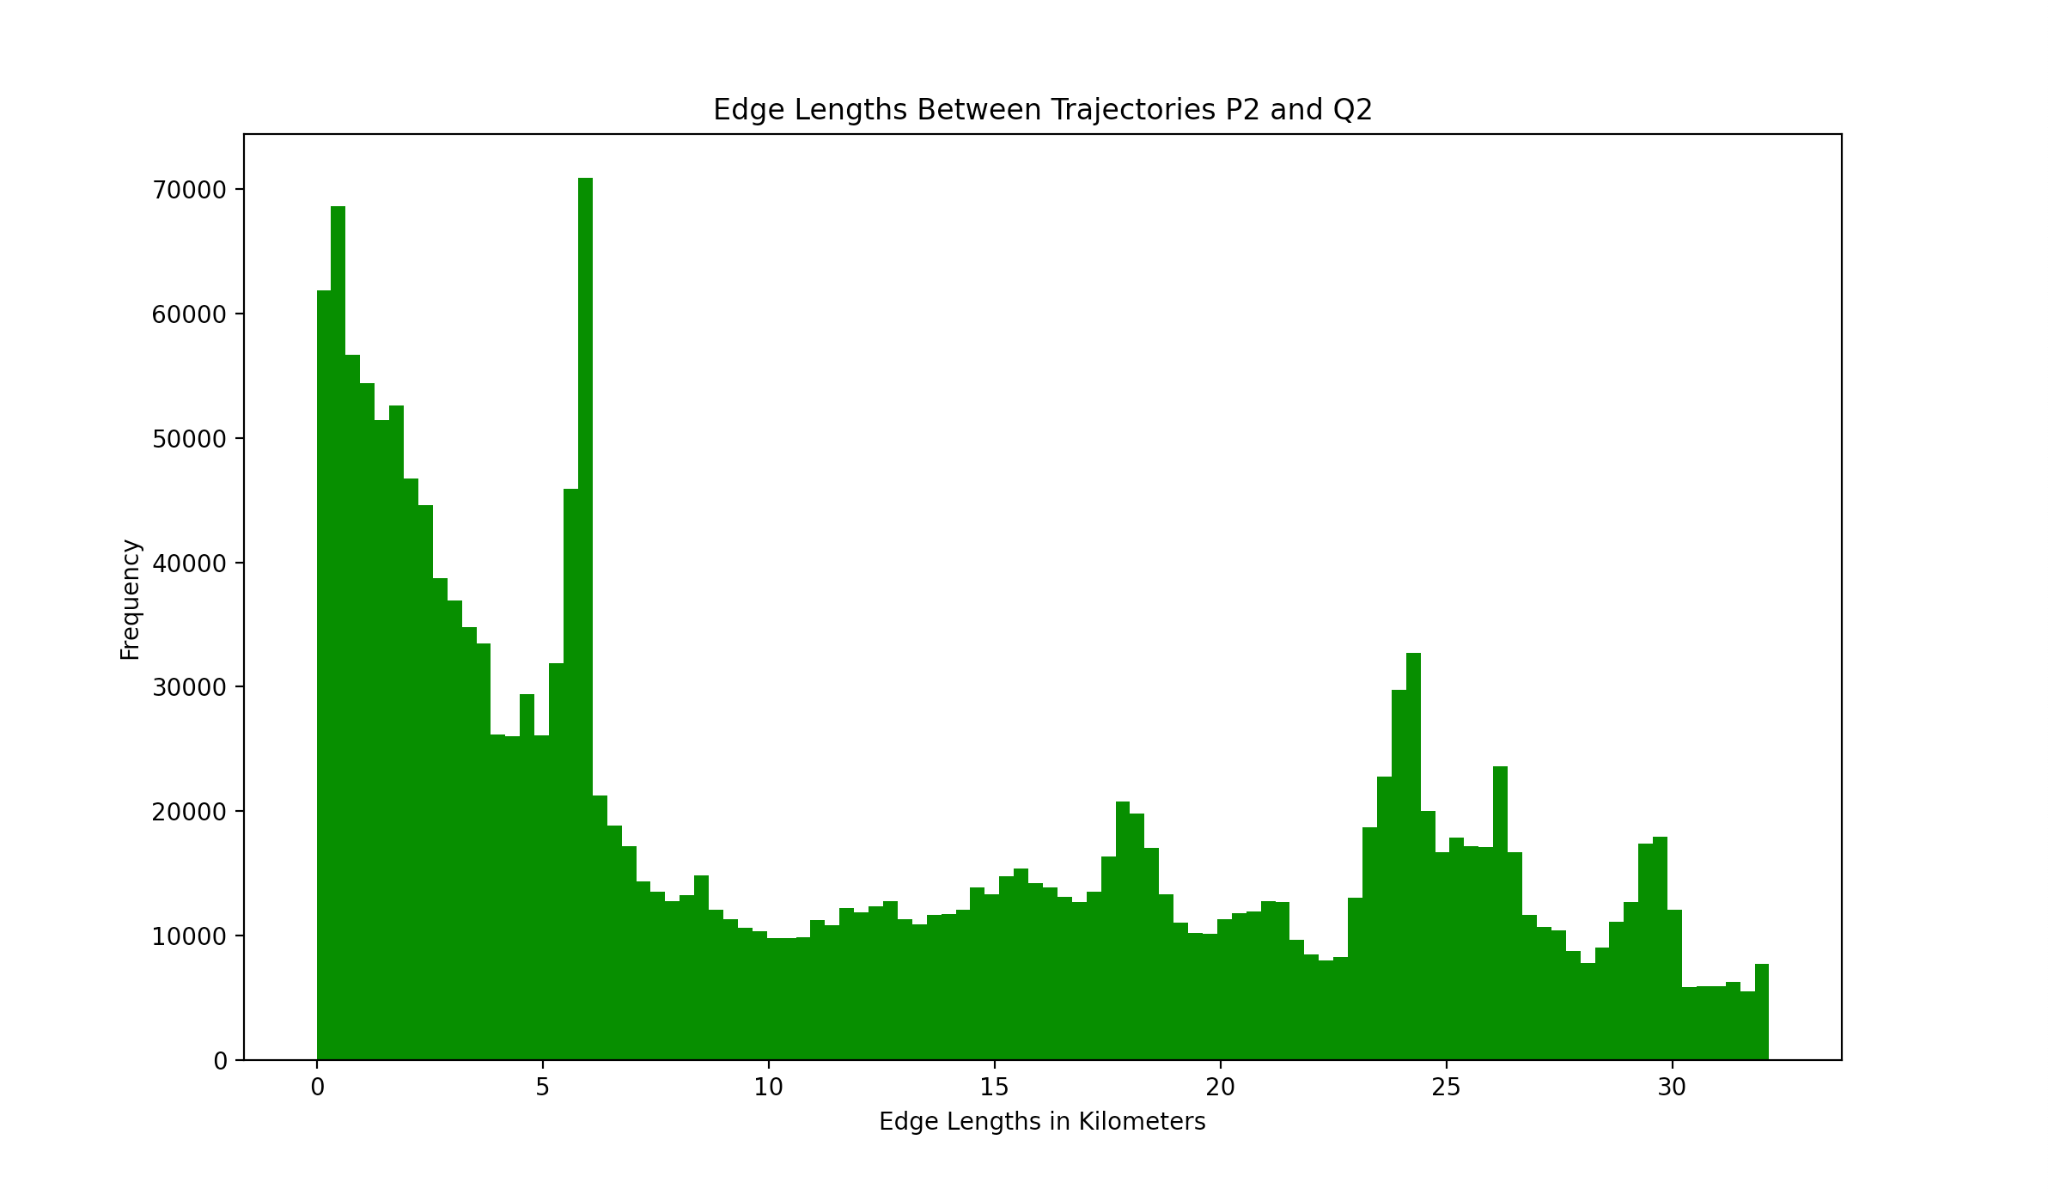 Edge Lengths Between Trajectories P2 and Q2
70000
60000
50000
40000
30000
20000
10000
0
Frequency
0 5 10 15 20 25 30
Edge Lengths in Kilometers